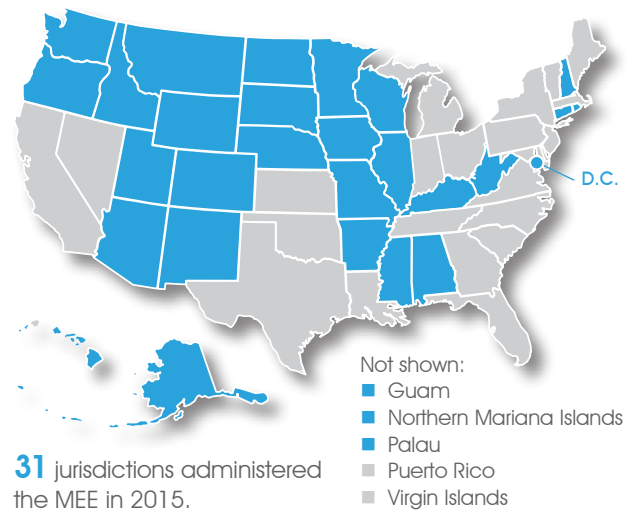 D.C.
Not shown:
Guam
Northern Mariana Islands
Palau
Puerto Rico
Virgin Islands
31 jurisdictions administered
the MEE in 2015.